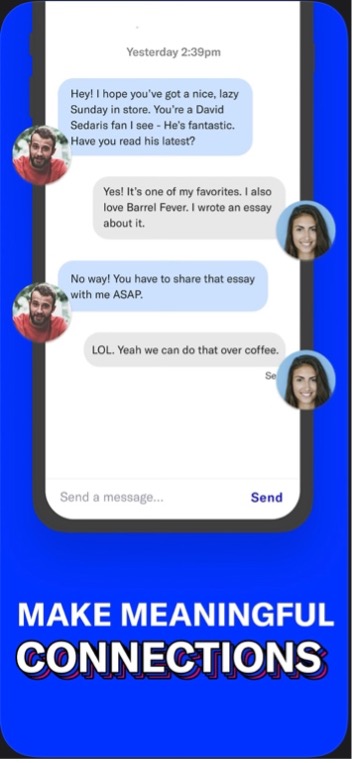 Yesterday 2:39pm
Hey! I hope you've got a nice, lazy
Sunday in store. You're a David
Sedaris fan I see - He's fantastic.
Have you read his latest?
Yes! It's one of my favorites. I also
love Barrel Fever. I wrote an essay
about it.
No way! You have to share that essay
with me ASAP.
LOL. Yeah we can do that over coffee.
Se
Send a message...
Send
MAKE MEANINGFUL
CONNECTIONS